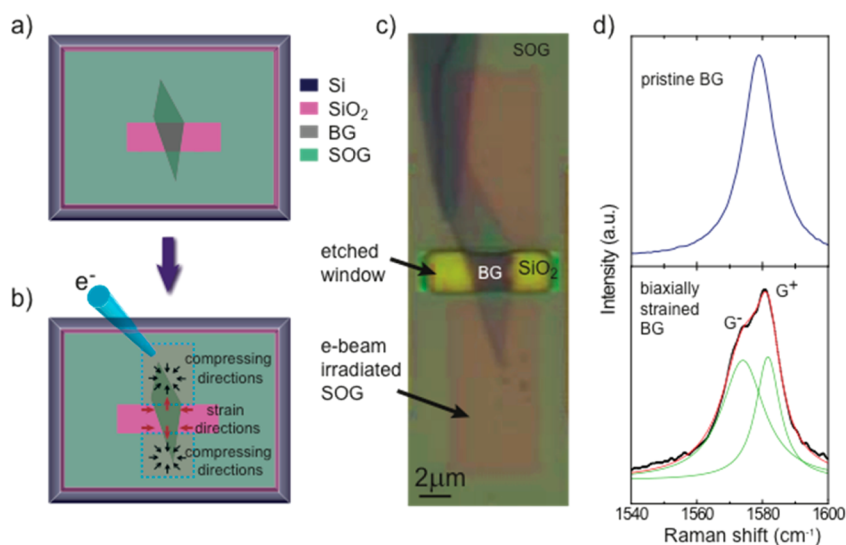 a)
Si
SiO₂
BG
SOG
b)
e⁻
compressing
directions
strain
directions
compressing
directions
c)
SOG
etched
window
BG
SiO₂
e-beam
irradiated
SOG
2μm
d)
pristine BG
Intensity (a.u.)
biaxially
strained
BG
G⁻
G⁺
1540 1560 1580 1600
Raman shift (cm⁻¹)